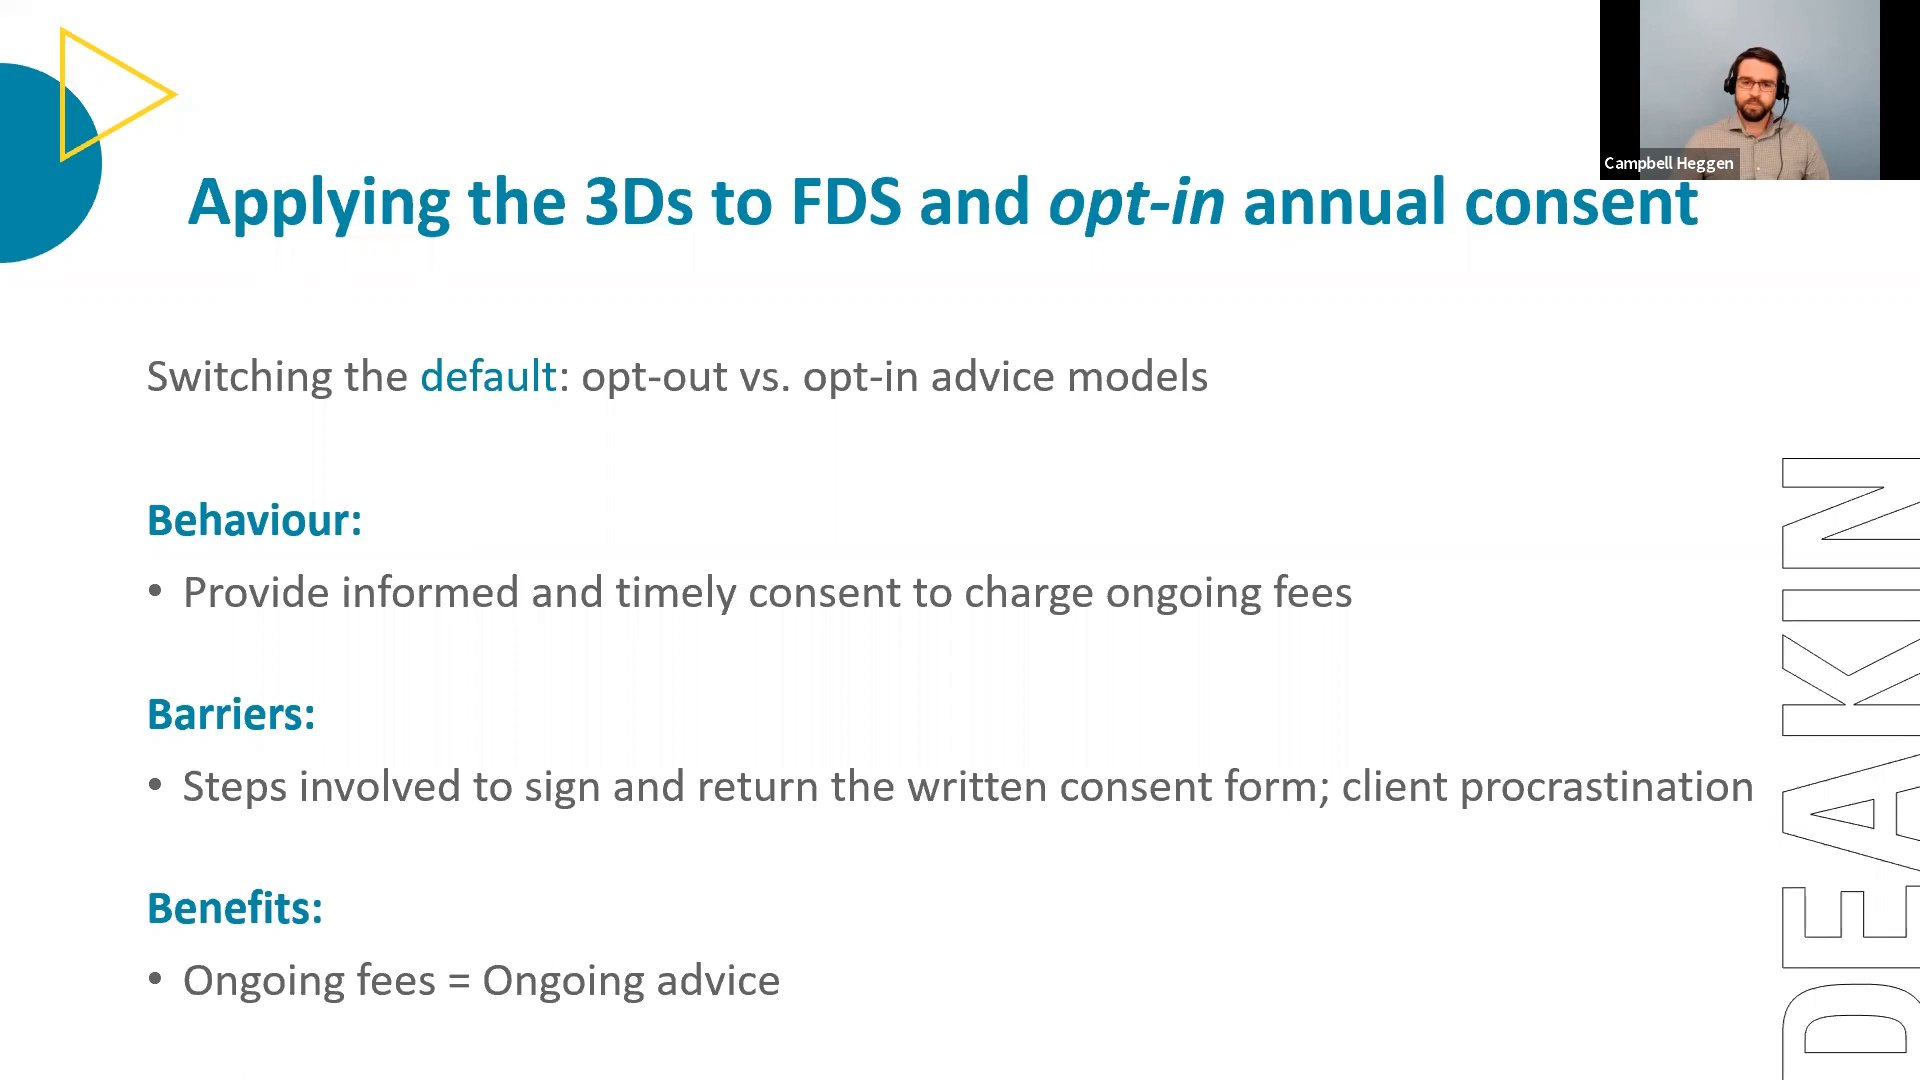 Campbell Heggen
Applying the 3Ds to FDS and opt-in annual consent
Switching the default: opt-out vs. opt-in advice models
Behaviour:
• Provide informed and timely consent to charge ongoing fees
Barriers:
• Steps involved to sign and return the written consent form; client procrastination
Benefits:
• Ongoing fees = Ongoing advice
DEAKIN